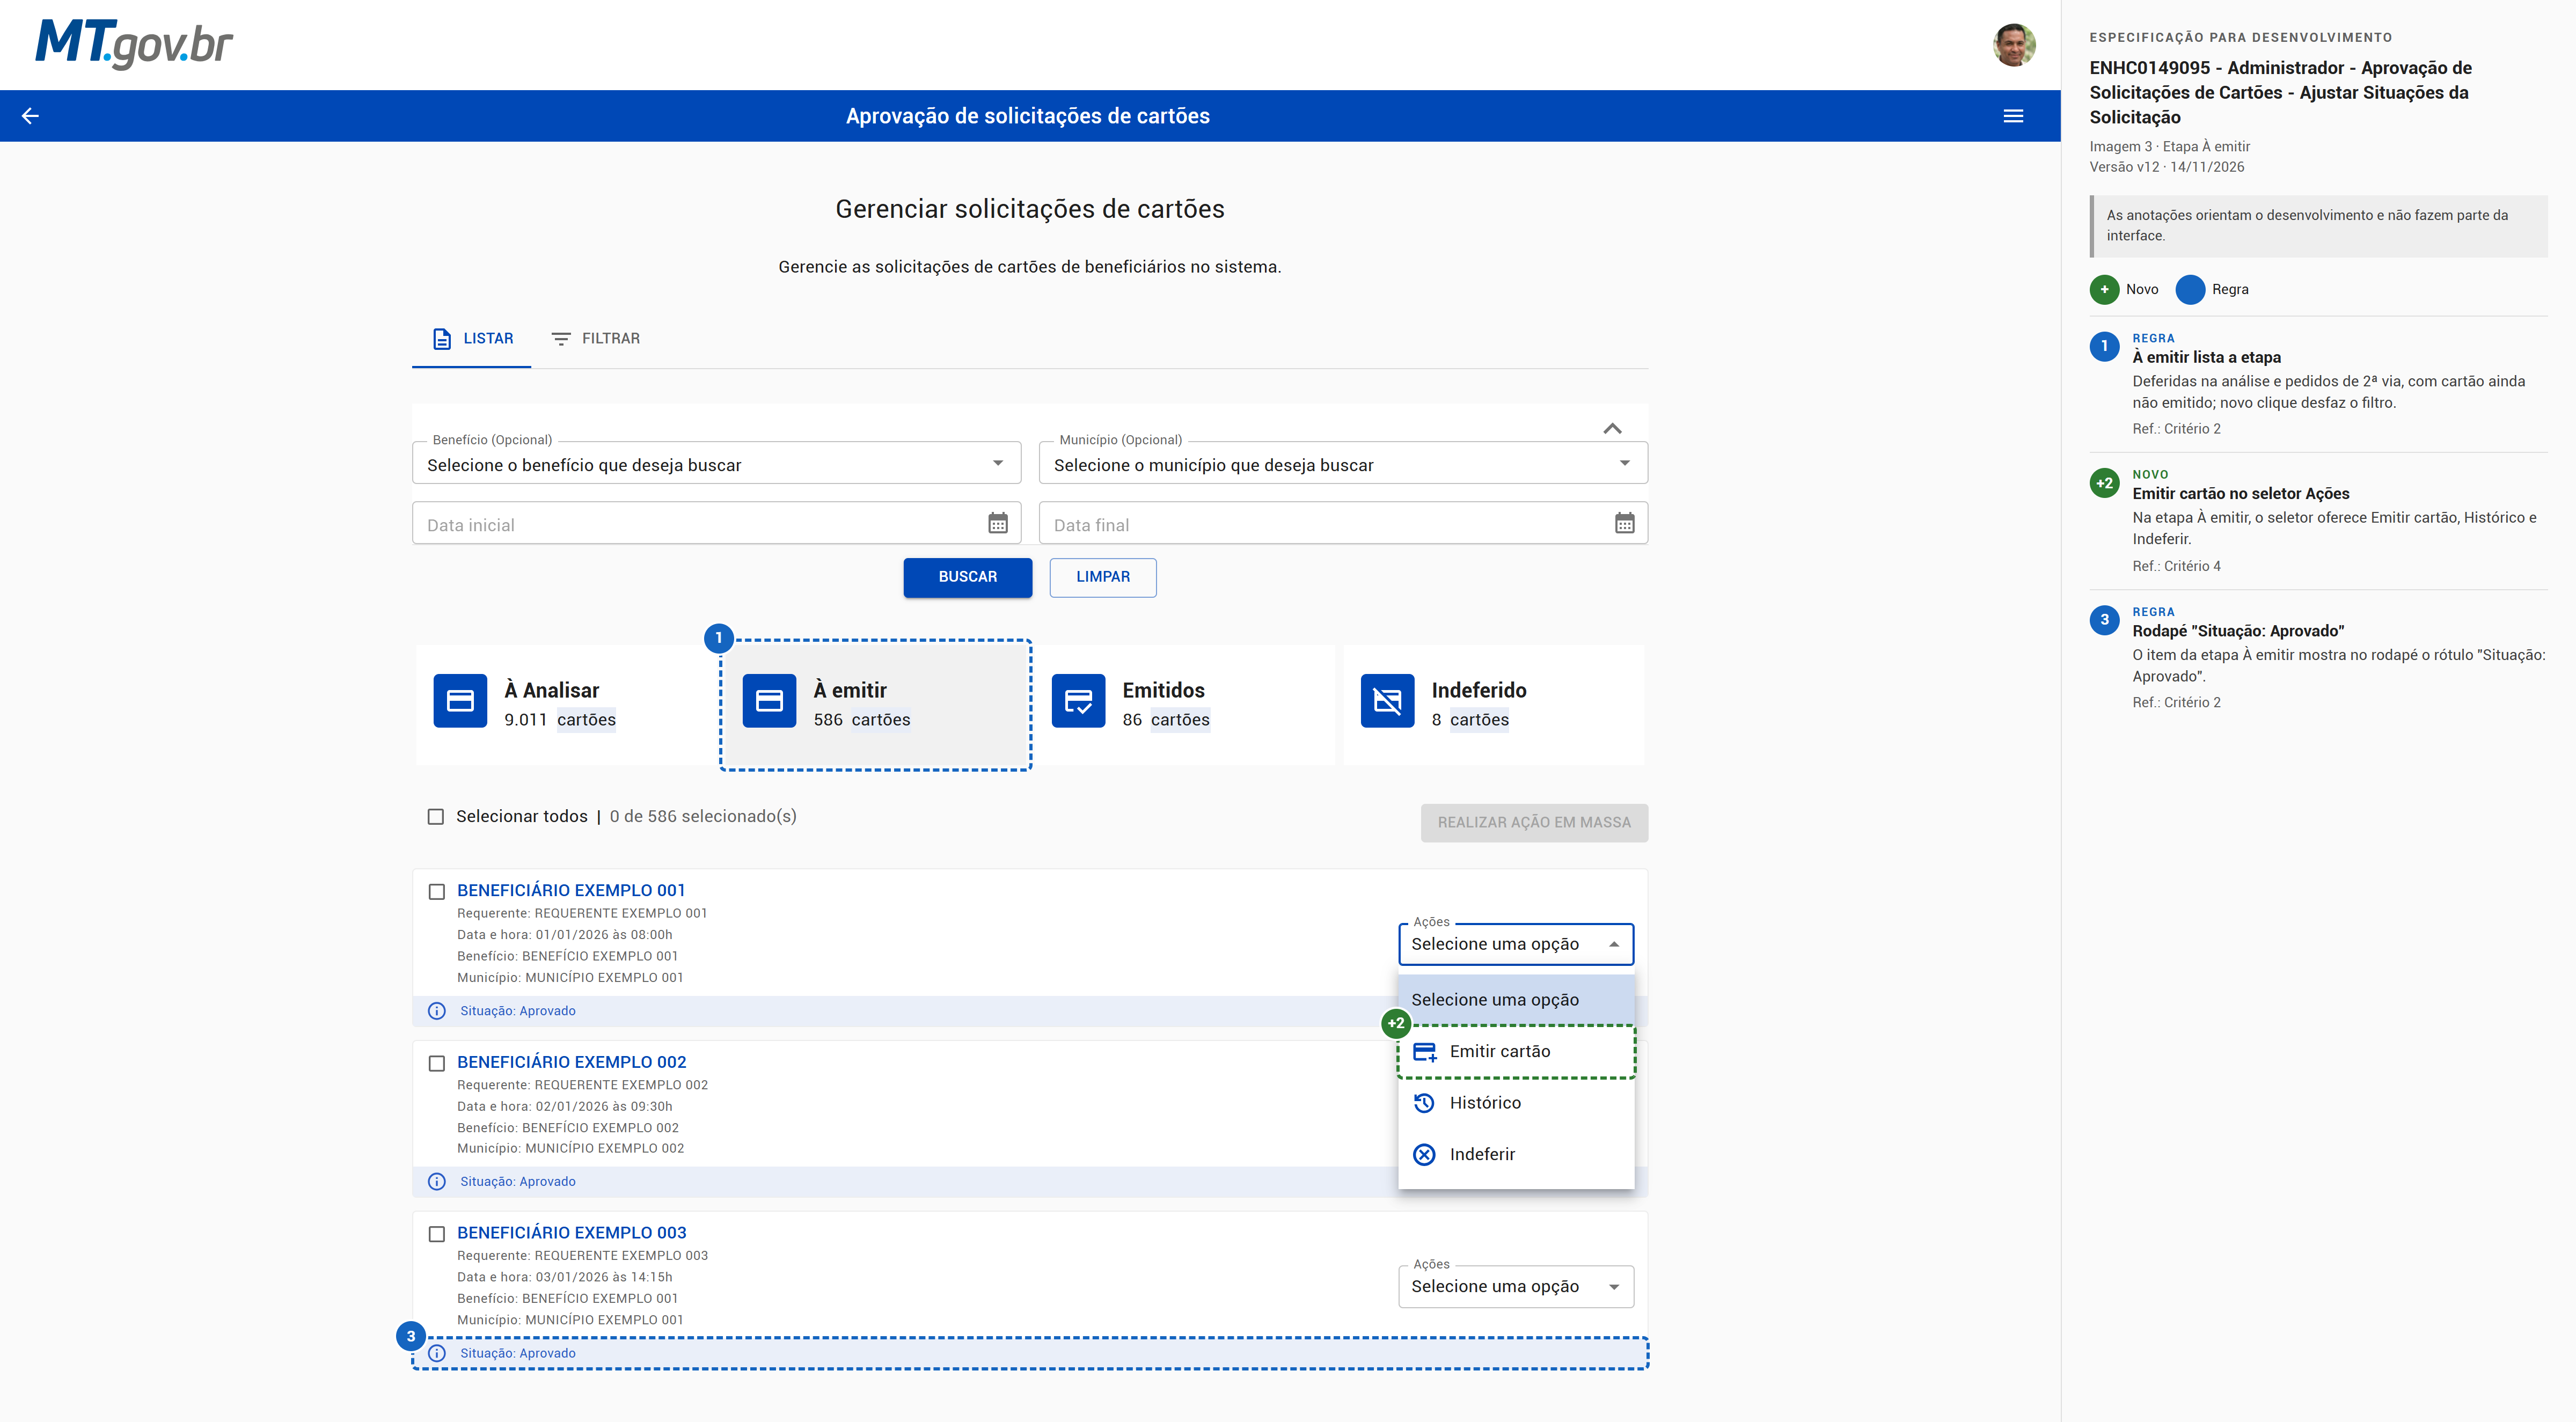 MT.gov.br
Aprovação de solicitações de cartões
Gerenciar solicitações de cartões
Gerencie as solicitações de cartões de beneficiários no sistema.
LISTAR
FILTRAR
Benefício (Opcional)
Selecione o benefício que deseja buscar
Município (Opcional)
Selecione o município que deseja buscar
Data inicial
Data final
BUSCAR
LIMPAR
1
À Analisar
9.011 cartões
À emitir
586 cartões
Emitidos
86 cartões
Indeferido
8 cartões
Selecionar todos | 0 de 586 selecionado(s)
REALIZAR AÇÃO EM MASSA
BENEFICIÁRIO EXEMPLO 001
Requerente: REQUERENTE EXEMPLO 001
Data e hora: 01/01/2026 às 08:00h
Benefício: BENEFÍCIO EXEMPLO 001
Município: MUNICÍPIO EXEMPLO 001
Situação: Aprovado
Ações
Selecione uma opção
Selecione uma opção
+2
Emitir cartão
Histórico
Indeferir
BENEFICIÁRIO EXEMPLO 002
Requerente: REQUERENTE EXEMPLO 002
Data e hora: 02/01/2026 às 09:30h
Benefício: BENEFÍCIO EXEMPLO 002
Município: MUNICÍPIO EXEMPLO 002
Situação: Aprovado
BENEFICIÁRIO EXEMPLO 003
Requerente: REQUERENTE EXEMPLO 003
Data e hora: 03/01/2026 às 14:15h
Benefício: BENEFÍCIO EXEMPLO 001
Município: MUNICÍPIO EXEMPLO 001
Ações
Selecione uma opção
3
Situação: Aprovado
ESPECIFICAÇÃO PARA DESENVOLVIMENTO
ENHC0149095 - Administrador - Aprovação de
Solicitações de Cartões - Ajustar Situações da
Solicitação
Imagem 3 · Etapa À emitir
Versão v12 · 14/11/2026
As anotações orientam o desenvolvimento e não fazem parte da
interface.
+ Novo
Regra
1
REGRA
À emitir lista a etapa
Deferidas na análise e pedidos de 2ª via, com cartão ainda
não emitido; novo clique desfaz o filtro.
Ref.: Critério 2
+2
NOVO
Emitir cartão no seletor Ações
Na etapa À emitir, o seletor oferece Emitir cartão, Histórico e
Indeferir.
Ref.: Critério 4
3
REGRA
Rodapé "Situação: Aprovado"
O item da etapa À emitir mostra no rodapé o rótulo "Situação:
Aprovado".
Ref.: Critério 2